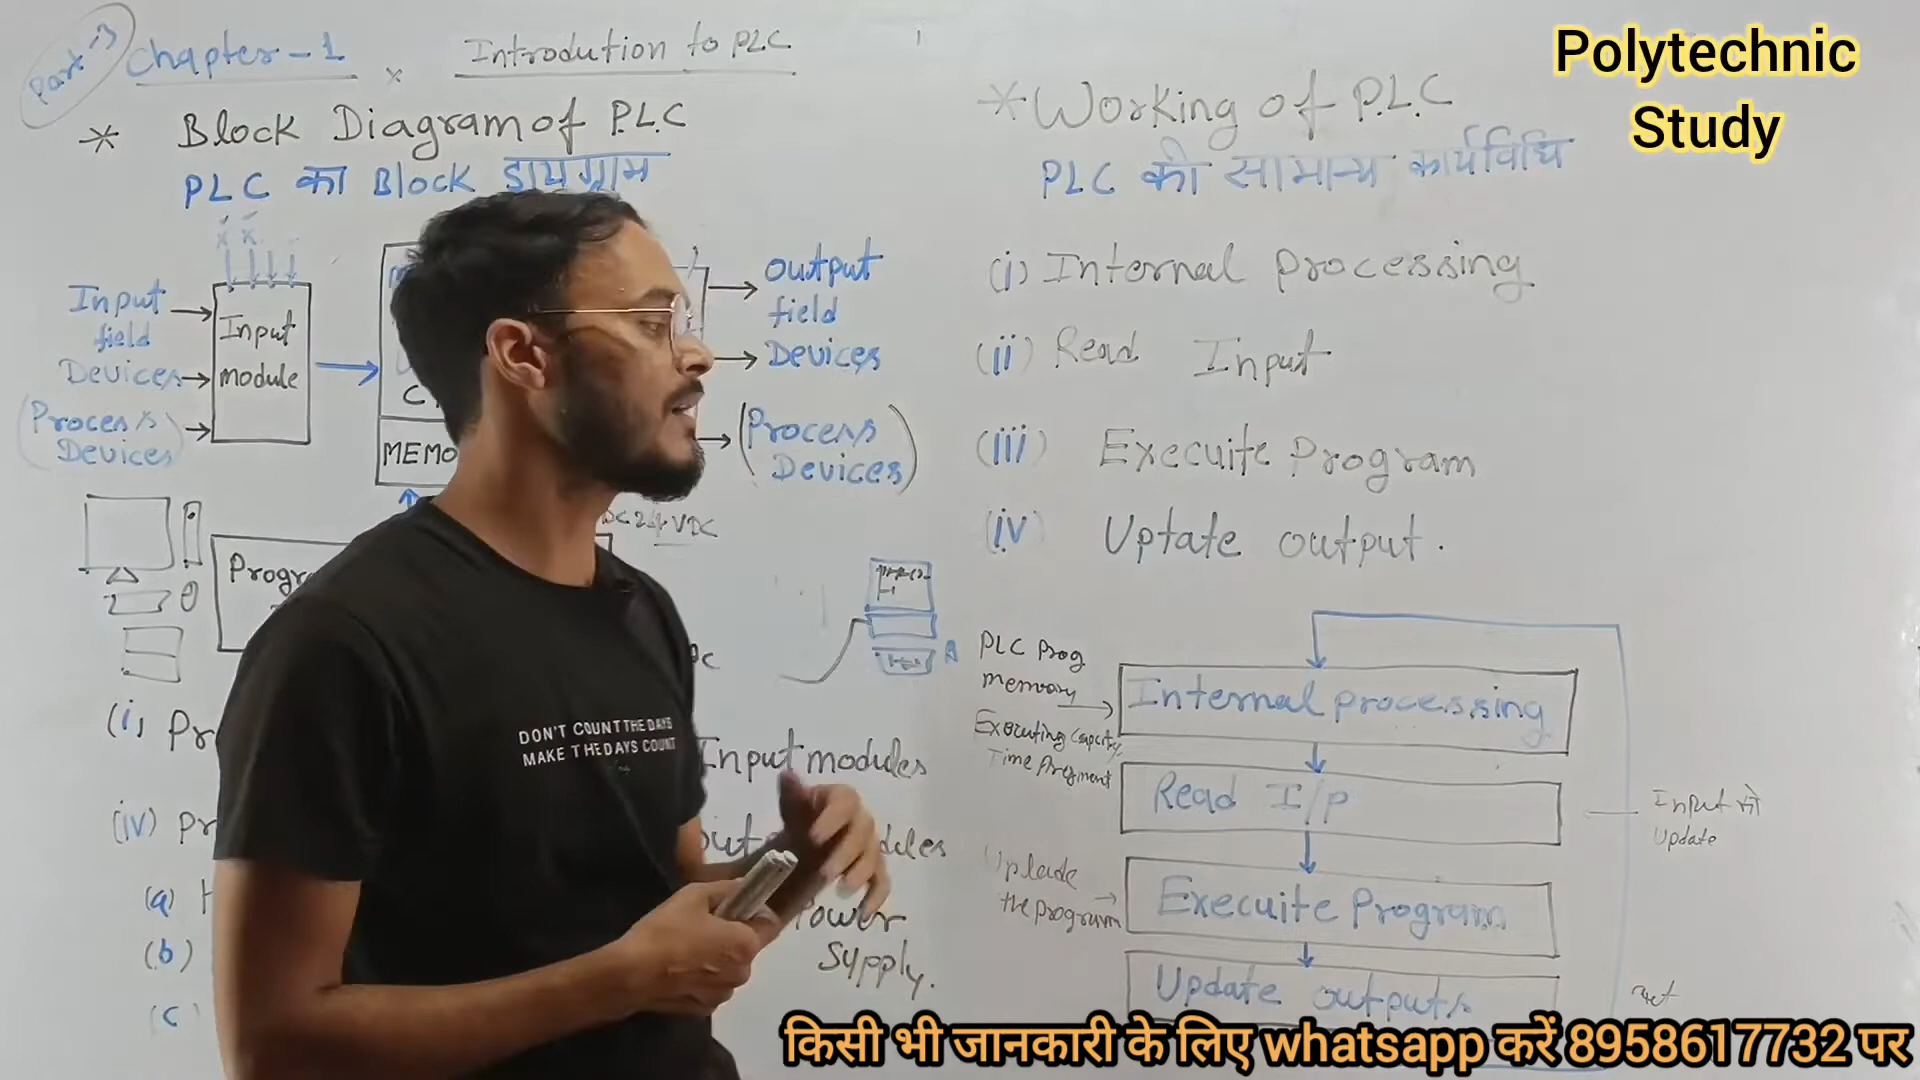 Part-3
Chapter-1
Introdution to PLC
* Block Diagram of P.L.C
PLC का Block डायग्राम
Input
field
Devices
(Process
Devices)
Input
module
MEMO
output
field
Devices
(Process
Devices)
24 VDC
Progr
(i) Pr
Input modules
(iv) Pr
(a)
(b)
(c
Power
Supply.
*Working of P.L.C
PLC की सामान्य कार्यविधि
(i) Internal processing
(ii) Read Input
(iii) Execuite Program
(iv) Uptate output.
PLC Prog
memory
Executing Capacity
Time
Internal processing
Read I/P
Input को
Update
the program
Execuite Program
Update outputs
Polytechnic
Study
DON'T COUNT THE DAYS
MAKE THE DAYS COUNT
किसी भी जानकारी के लिए whatsapp करें 8958617732 पर